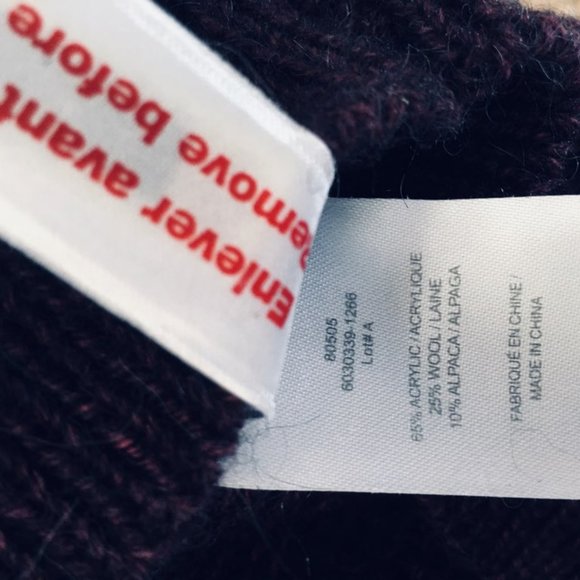 Enlever avant
Remove before
80505
6030339-1266
Lot# A
65% ACRYLIC / ACRYLIQUE
25% WOOL / LAINE
10% ALPACA / ALPAGA
FABRIQUÉ EN CHINE /
MADE IN CHINA